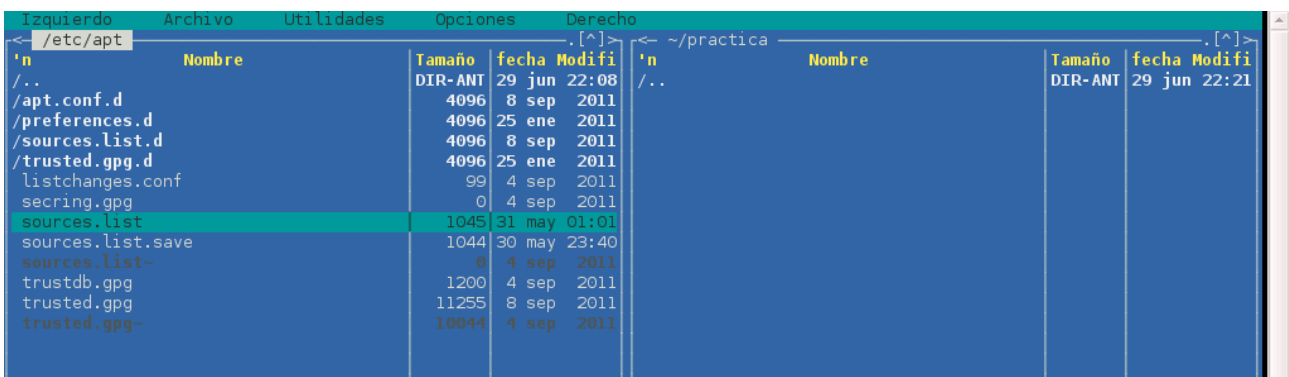 Izquierdo Archivo Utilidades Opciones Derecho
<— /etc/apt .[^]> <— ~/practica .[^]>
'n Nombre Tamaño fecha Modifi 'n Nombre Tamaño fecha Modifi
/.. DIR-ANT 29 jun 22:08 /.. DIR-ANT 29 jun 22:21
/apt.conf.d 4096 8 sep 2011
/preferences.d 4096 25 ene 2011
/sources.list.d 4096 8 sep 2011
/trusted.gpg.d 4096 25 ene 2011
listchanges.conf 99 4 sep 2011
secring.gpg 0 4 sep 2011
sources.list 1045 31 may 01:01
sources.list.save 1044 30 may 23:40
sources.list~ 0 4 sep 2011
trustdb.gpg 1200 4 sep 2011
trusted.gpg 11255 8 sep 2011
trusted.gpg~ 10044 4 sep 2011